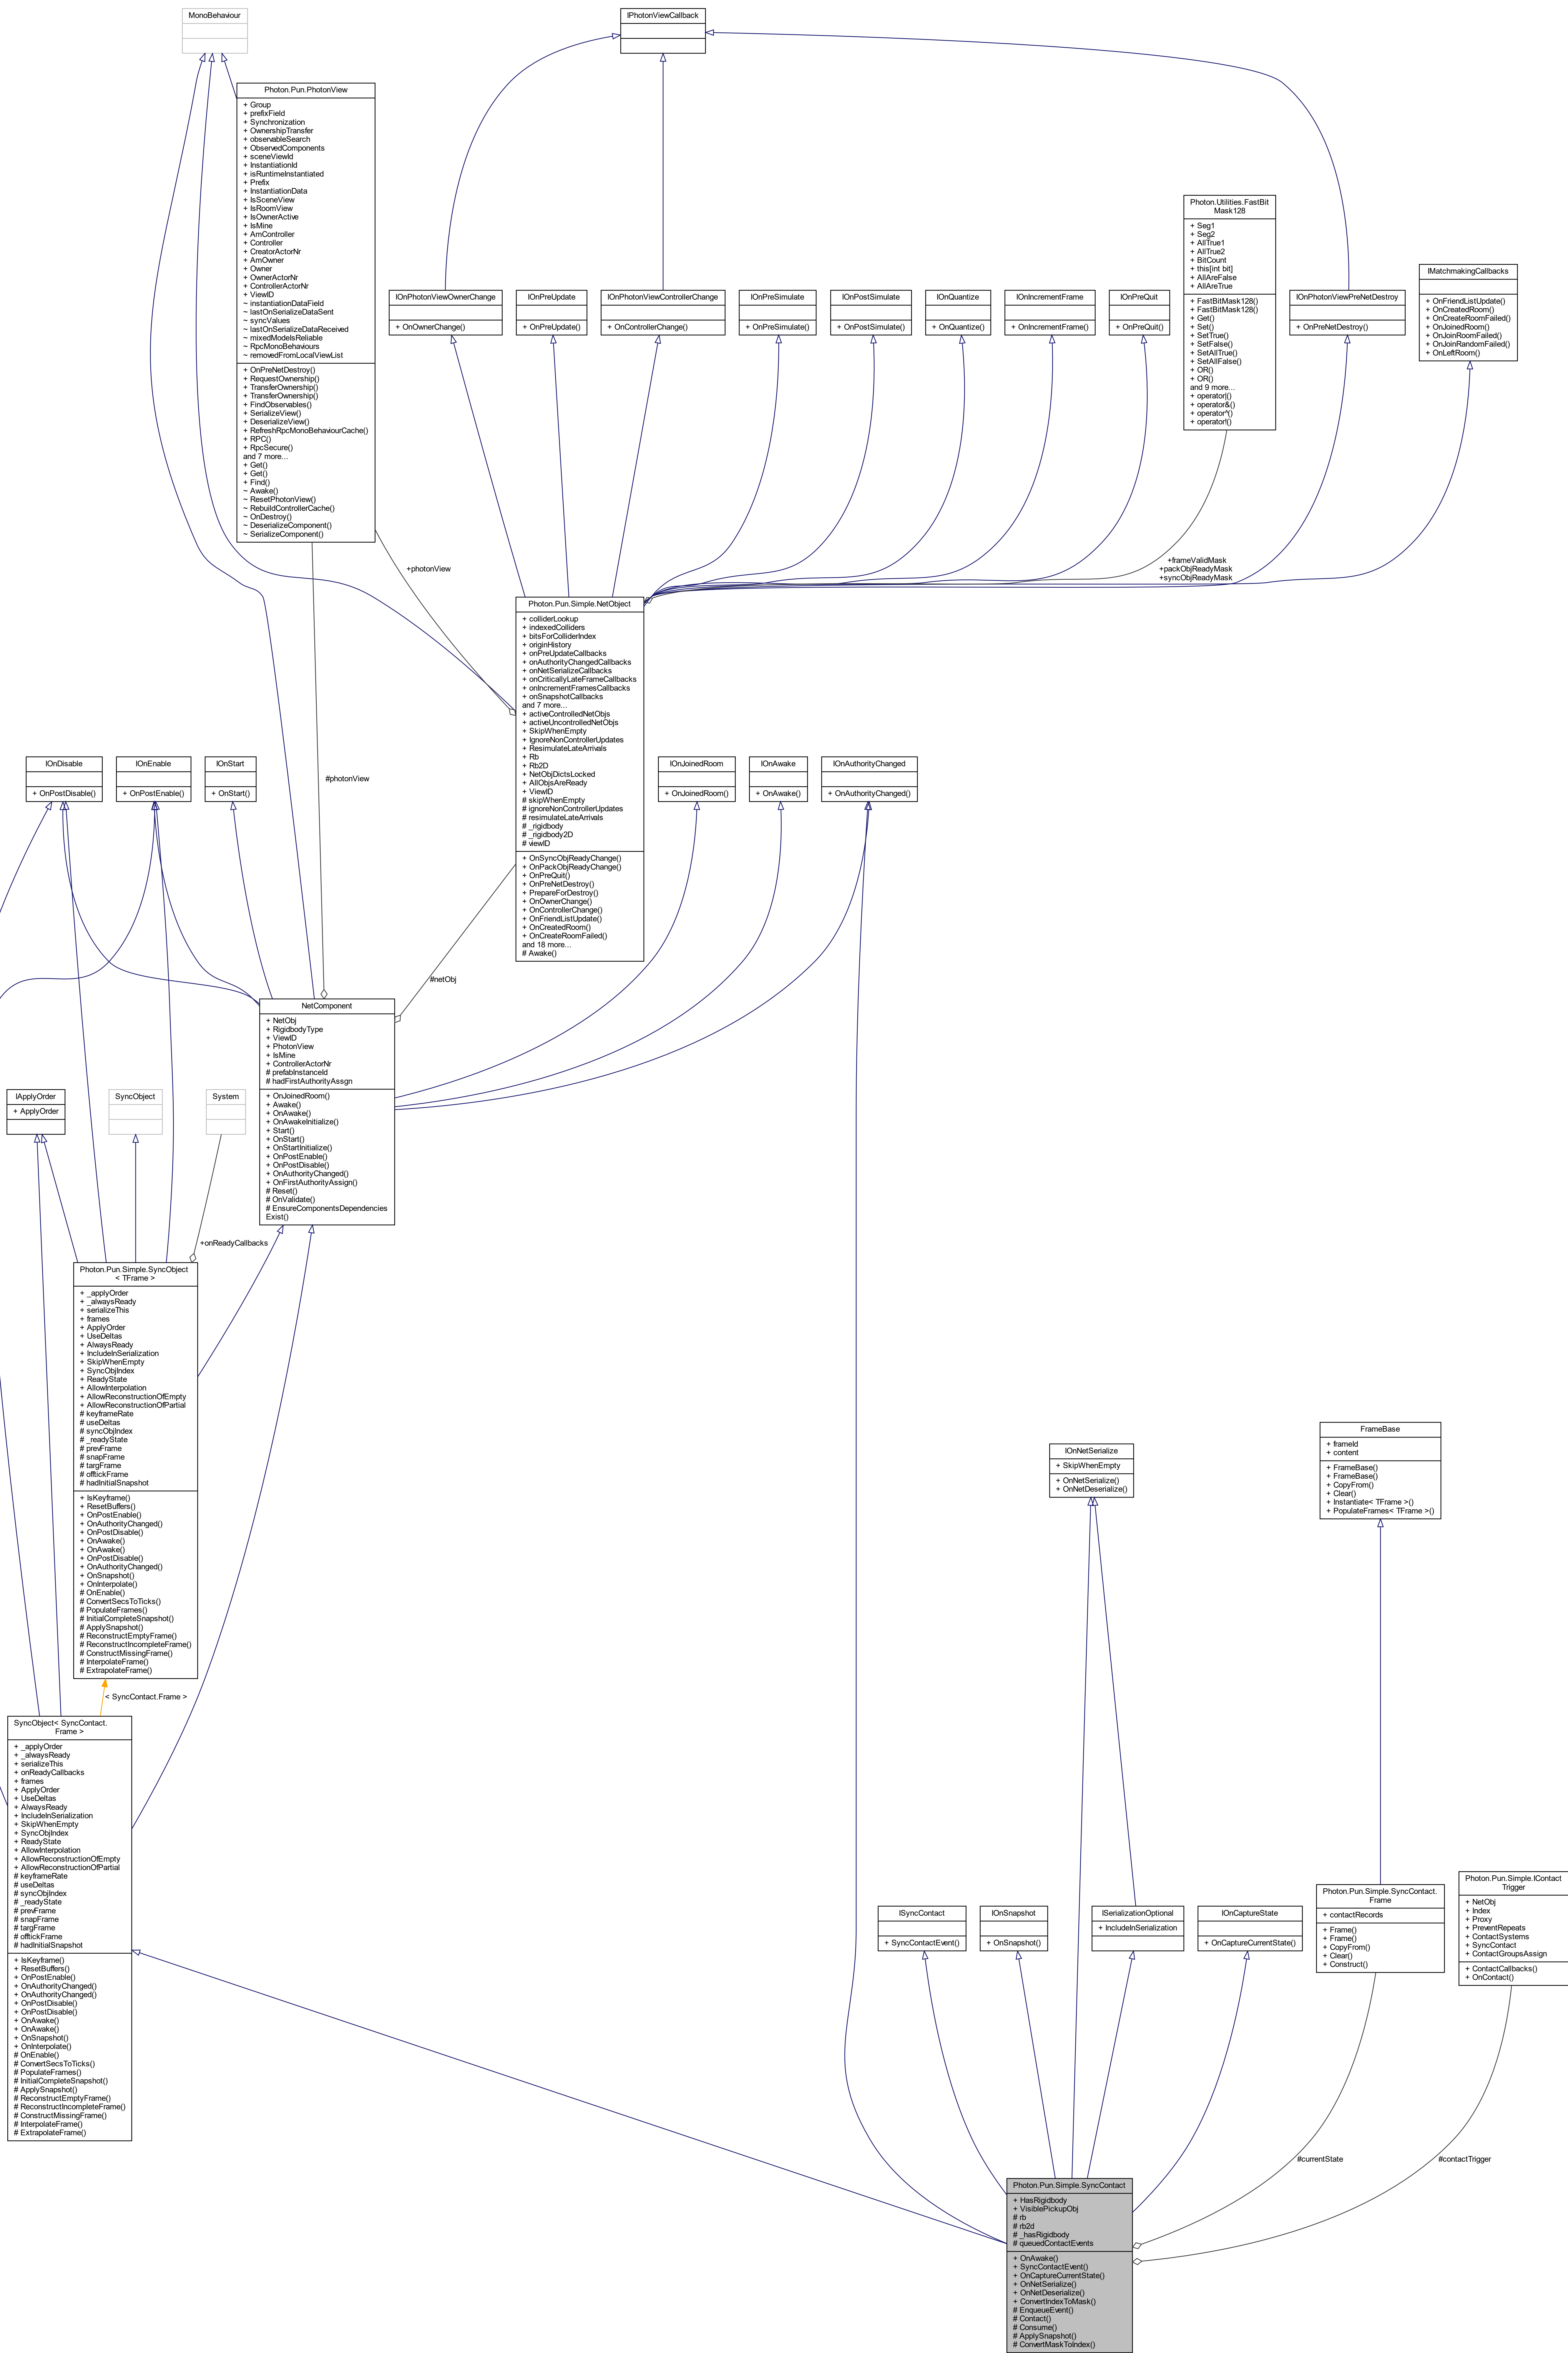 MonoBehaviour
IPhotonViewCallback
Photon.Pun.PhotonView
+ Group
+ prefixField
+ Synchronization
+ OwnershipTransfer
+ observableSearch
+ ObservedComponents
+ sceneViewId
+ InstantiationId
+ isRuntimeInstantiated
+ Prefix
+ InstantiationData
+ IsSceneView
+ IsRoomView
+ IsOwnerActive
+ IsMine
+ AmController
+ Controller
+ CreatorActorNr
+ AmOwner
+ Owner
+ OwnerActorNr
+ ControllerActorNr
+ ViewID
~ instantiationDataField
~ lastOnSerializeDataSent
~ syncValues
~ lastOnSerializeDataReceived
~ mixedModeIsReliable
~ RpcMonoBehaviours
~ removedFromLocalViewList
+ OnPreNetDestroy()
+ RequestOwnership()
+ TransferOwnership()
+ TransferOwnership()
+ FindObservables()
+ SerializeView()
+ DeserializeView()
+ RefreshRpcMonoBehaviourCache()
+ RPC()
+ RpcSecure()
and 7 more...
+ Get()
+ Get()
+ Find()
~ Awake()
~ ResetPhotonView()
~ RebuildControllerCache()
~ OnDestroy()
~ DeserializeComponent()
~ SerializeComponent()
Photon.Utilities.FastBit
Mask128
+ Seg1
+ Seg2
+ AllTrue1
+ AllTrue2
+ BitCount
+ this[int bit]
+ AllAreFalse
+ AllAreTrue
+ FastBitMask128()
+ FastBitMask128()
+ Get()
+ Set()
+ SetTrue()
+ SetFalse()
+ SetAllTrue()
+ SetAllFalse()
+ OR()
+ OR()
and 9 more...
+ operator|()
+ operator&()
+ operator^()
+ operator!()
IOnPhotonViewOwnerChange
+ OnOwnerChange()
IOnPreUpdate
+ OnPreUpdate()
IOnPhotonViewControllerChange
+ OnControllerChange()
IOnPreSimulate
+ OnPreSimulate()
IOnPostSimulate
+ OnPostSimulate()
IOnQuantize
+ OnQuantize()
IOnIncrementFrame
+ OnIncrementFrame()
IOnPreQuit
+ OnPreQuit()
IOnPhotonViewPreNetDestroy
+ OnPreNetDestroy()
IMatchmakingCallbacks
+ OnFriendListUpdate()
+ OnCreatedRoom()
+ OnCreateRoomFailed()
+ OnJoinedRoom()
+ OnJoinRoomFailed()
+ OnJoinRandomFailed()
+ OnLeftRoom()
+photonView
+frameValidMask
+packObjReadyMask
+syncObjReadyMask
Photon.Pun.Simple.NetObject
+ colliderLookup
+ indexedColliders
+ bitsForColliderIndex
+ originHistory
+ onPreUpdateCallbacks
+ onAuthorityChangedCallbacks
+ onNetSerializeCallbacks
+ onCriticallyLateFrameCallbacks
+ onIncrementFramesCallbacks
+ onSnapshotCallbacks
and 7 more...
+ activeControlledNetObjs
+ activeUncontrolledNetObjs
+ SkipWhenEmpty
+ IgnoreNonControllerUpdates
+ ResimulateLateArrivals
+ Rb
+ Rb2D
+ NetObjDictsLocked
+ AllObjsAreReady
+ ViewID
# skipWhenEmpty
# ignoreNonControllerUpdates
# resimulateLateArrivals
# _rigidbody
# _rigidbody2D
# viewID
+ OnSyncObjReadyChange()
+ OnPackObjReadyChange()
+ OnPreQuit()
+ OnPreNetDestroy()
+ PrepareForDestroy()
+ OnOwnerChange()
+ OnControllerChange()
+ OnFriendListUpdate()
+ OnCreatedRoom()
+ OnCreateRoomFailed()
and 18 more...
# Awake()
IOnDisable
+ OnPostDisable()
IOnEnable
+ OnPostEnable()
IOnStart
+ OnStart()
#photonView
IOnJoinedRoom
+ OnJoinedRoom()
IOnAwake
+ OnAwake()
IOnAuthorityChanged
+ OnAuthorityChanged()
#netObj
NetComponent
+ NetObj
+ RigidbodyType
+ ViewID
+ PhotonView
+ IsMine
+ ControllerActorNr
# prefabInstanceId
# hadFirstAuthorityAssgn
+ OnJoinedRoom()
+ Awake()
+ OnAwake()
+ OnAwakeInitialize()
+ Start()
+ OnStart()
+ OnStartInitialize()
+ OnPostEnable()
+ OnPostDisable()
+ OnAuthorityChanged()
+ OnFirstAuthorityAssign()
# Reset()
# OnValidate()
# EnsureComponentsDependencies
Exist()
IApplyOrder
+ ApplyOrder
SyncObject
System
+onReadyCallbacks
Photon.Pun.Simple.SyncObject
< TFrame >
+ _applyOrder
+ _alwaysReady
+ serializeThis
+ frames
+ ApplyOrder
+ UseDeltas
+ AlwaysReady
+ IncludeInSerialization
+ SkipWhenEmpty
+ SyncObjIndex
+ ReadyState
+ AllowInterpolation
+ AllowReconstructionOfEmpty
+ AllowReconstructionOfPartial
# keyframeRate
# useDeltas
# syncObjIndex
# _readyState
# prevFrame
# snapFrame
# targFrame
# offtickFrame
# hadInitialSnapshot
+ IsKeyframe()
+ ResetBuffers()
+ OnPostEnable()
+ OnAuthorityChanged()
+ OnPostDisable()
+ OnAwake()
+ OnAwake()
+ OnPostDisable()
+ OnAuthorityChanged()
+ OnSnapshot()
+ OnInterpolate()
# OnEnable()
# ConvertSecsToTicks()
# PopulateFrames()
# InitialCompleteSnapshot()
# ApplySnapshot()
# ReconstructEmptyFrame()
# ReconstructIncompleteFrame()
# ConstructMissingFrame()
# InterpolateFrame()
# ExtrapolateFrame()
< SyncContact.Frame >
IOnNetSerialize
+ SkipWhenEmpty
+ OnNetSerialize()
+ OnNetDeserialize()
FrameBase
+ frameId
+ content
+ FrameBase()
+ FrameBase()
+ CopyFrom()
+ Clear()
+ Instantiate< TFrame >()
+ PopulateFrames< TFrame >()
SyncObject< SyncContact.
Frame >
+ _applyOrder
+ _alwaysReady
+ serializeThis
+ onReadyCallbacks
+ frames
+ ApplyOrder
+ UseDeltas
+ AlwaysReady
+ IncludeInSerialization
+ SkipWhenEmpty
+ SyncObjIndex
+ ReadyState
+ AllowInterpolation
+ AllowReconstructionOfEmpty
+ AllowReconstructionOfPartial
# keyframeRate
# useDeltas
# syncObjIndex
# _readyState
# prevFrame
# snapFrame
# targFrame
# offtickFrame
# hadInitialSnapshot
+ IsKeyframe()
+ ResetBuffers()
+ OnPostEnable()
+ OnAuthorityChanged()
+ OnAuthorityChanged()
+ OnPostDisable()
+ OnPostDisable()
+ OnAwake()
+ OnAwake()
+ OnSnapshot()
+ OnInterpolate()
# OnEnable()
# ConvertSecsToTicks()
# PopulateFrames()
# InitialCompleteSnapshot()
# ApplySnapshot()
# ReconstructEmptyFrame()
# ReconstructIncompleteFrame()
# ConstructMissingFrame()
# InterpolateFrame()
# ExtrapolateFrame()
ISyncContact
+ SyncContactEvent()
IOnSnapshot
+ OnSnapshot()
ISerializationOptional
+ IncludeInSerialization
IOnCaptureState
+ OnCaptureCurrentState()
Photon.Pun.Simple.SyncContact.
Frame
+ contactRecords
+ Frame()
+ Frame()
+ CopyFrom()
+ Clear()
+ Construct()
Photon.Pun.Simple.IContact
Trigger
+ NetObj
+ Index
+ Proxy
+ PreventRepeats
+ ContactSystems
+ SyncContact
+ ContactGroupsAssign
+ ContactCallbacks()
+ OnContact()
#currentState
#contactTrigger
Photon.Pun.Simple.SyncContact
+ HasRigidbody
+ VisiblePickupObj
# rb
# rb2d
# _hasRigidbody
# queuedContactEvents
+ OnAwake()
+ SyncContactEvent()
+ OnCaptureCurrentState()
+ OnNetSerialize()
+ OnNetDeserialize()
+ ConvertIndexToMask()
# EnqueueEvent()
# Contact()
# Consume()
# ApplySnapshot()
# ConvertMaskToIndex()